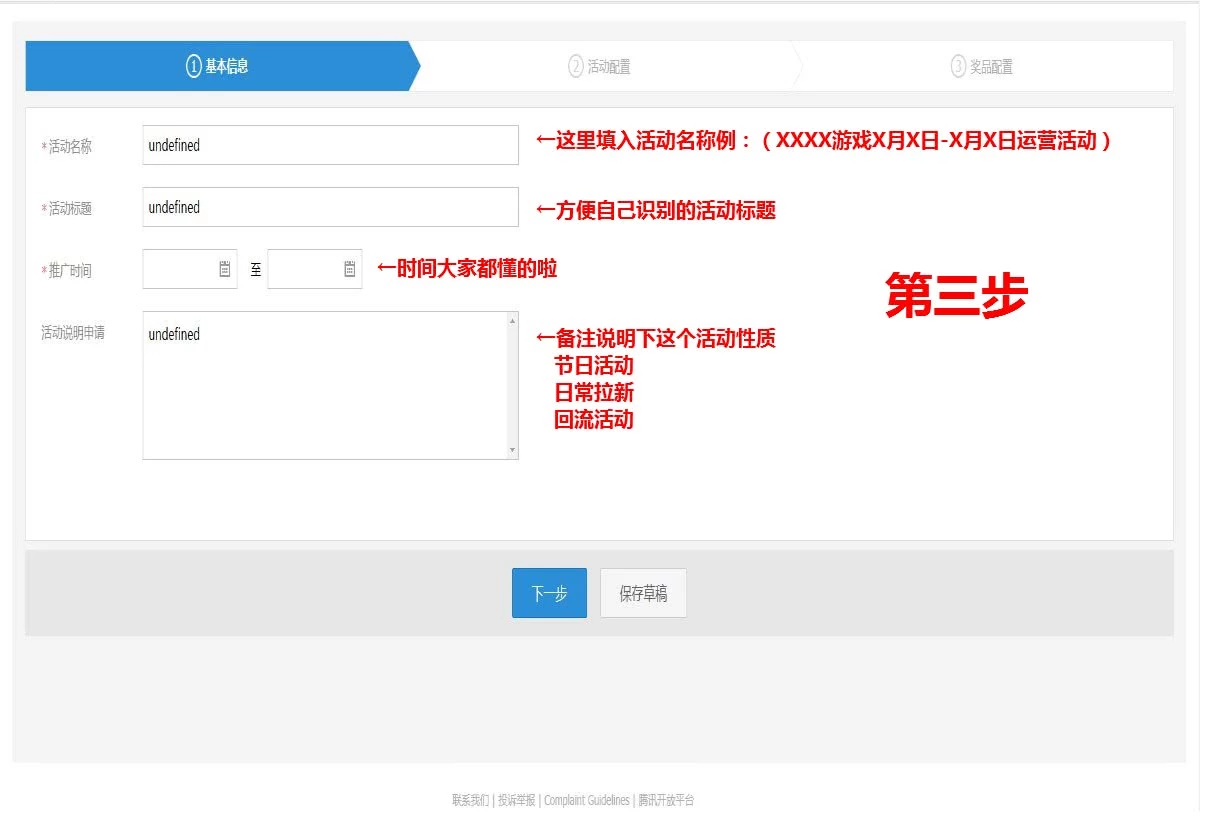 ① 基本信息 ② 活动配置 ③ 奖品配置
*活动名称 undefined ←这里填入活动名称例：（XXXX游戏X月X日-X月X日运营活动）
*活动标题 undefined ←方便自己识别的活动标题
*推广时间 至 ←时间大家都懂的啦
第三步
活动说明申请 undefined ←备注说明下这个活动性质
节日活动
日常拉新
回流活动
下一步 保存草稿
联系我们 | 投诉举报 | Complaint Guidelines | 腾讯开放平台